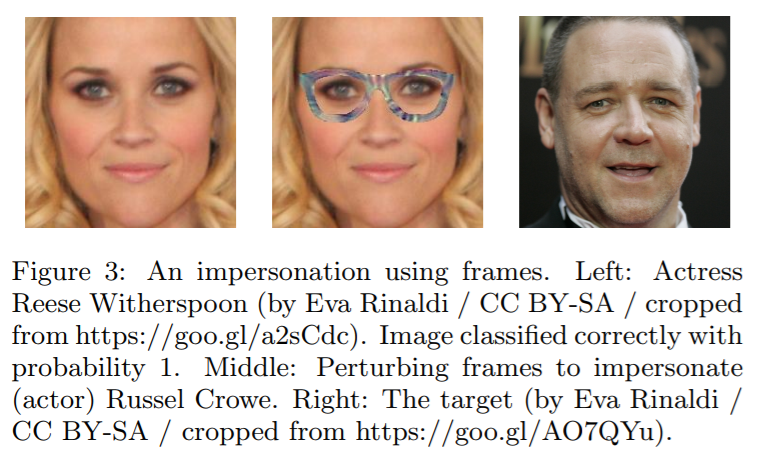 Figure 3: An impersonation using frames. Left: Actress
Reese Witherspoon (by Eva Rinaldi / CC BY-SA / cropped
from https://goo.gl/a2sCdc). Image classified correctly with
probability 1. Middle: Perturbing frames to impersonate
(actor) Russel Crowe. Right: The target (by Eva Rinaldi /
CC BY-SA / cropped from https://goo.gl/AO7QYu).